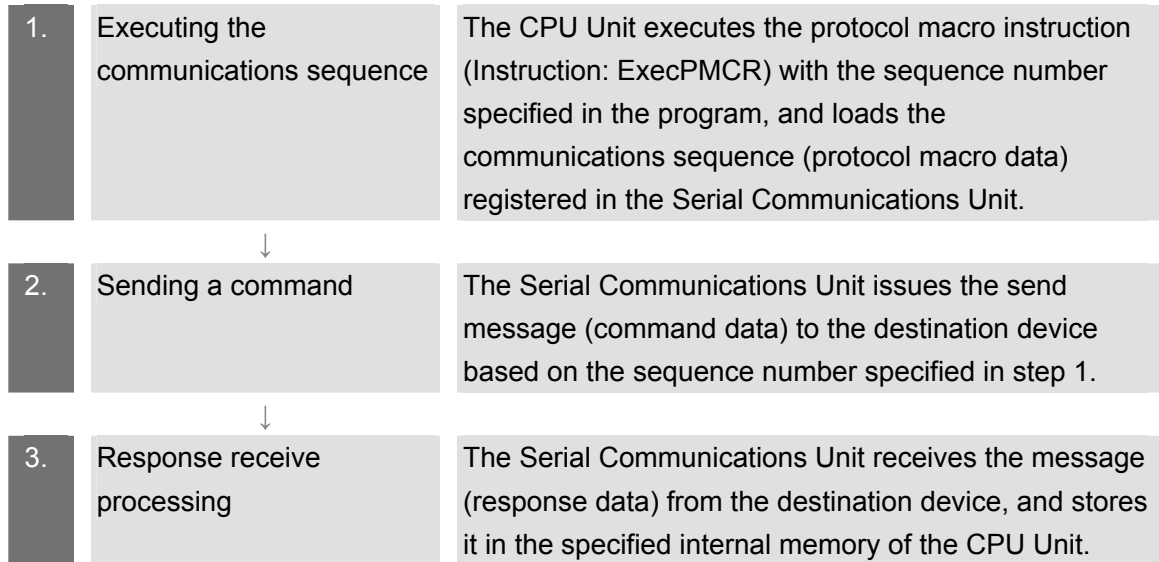 1.
Executing the
communications sequence
The CPU Unit executes the protocol macro instruction
(Instruction: ExecPMCR) with the sequence number
specified in the program, and loads the
communications sequence (protocol macro data)
registered in the Serial Communications Unit.
↓
2.
Sending a command
The Serial Communications Unit issues the send
message (command data) to the destination device
based on the sequence number specified in step 1.
↓
3.
Response receive
processing
The Serial Communications Unit receives the message
(response data) from the destination device, and stores
it in the specified internal memory of the CPU Unit.